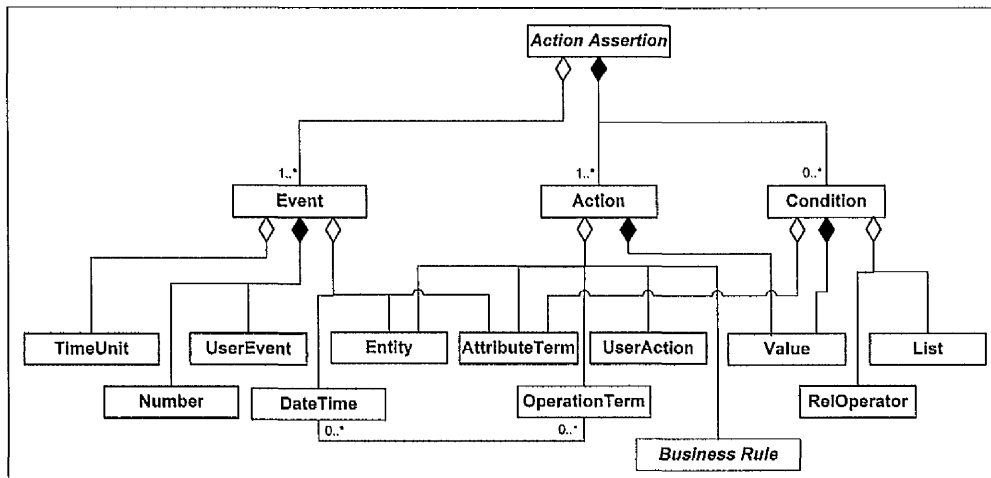 Action Assertion
1..*
1..*
0..*
Event
Action
Condition
TimeUnit
UserEvent
Entity
AttributeTerm
UserAction
Value
List
Number
DateTime
OperationTerm
RelOperator
0..*
0..*
Business Rule